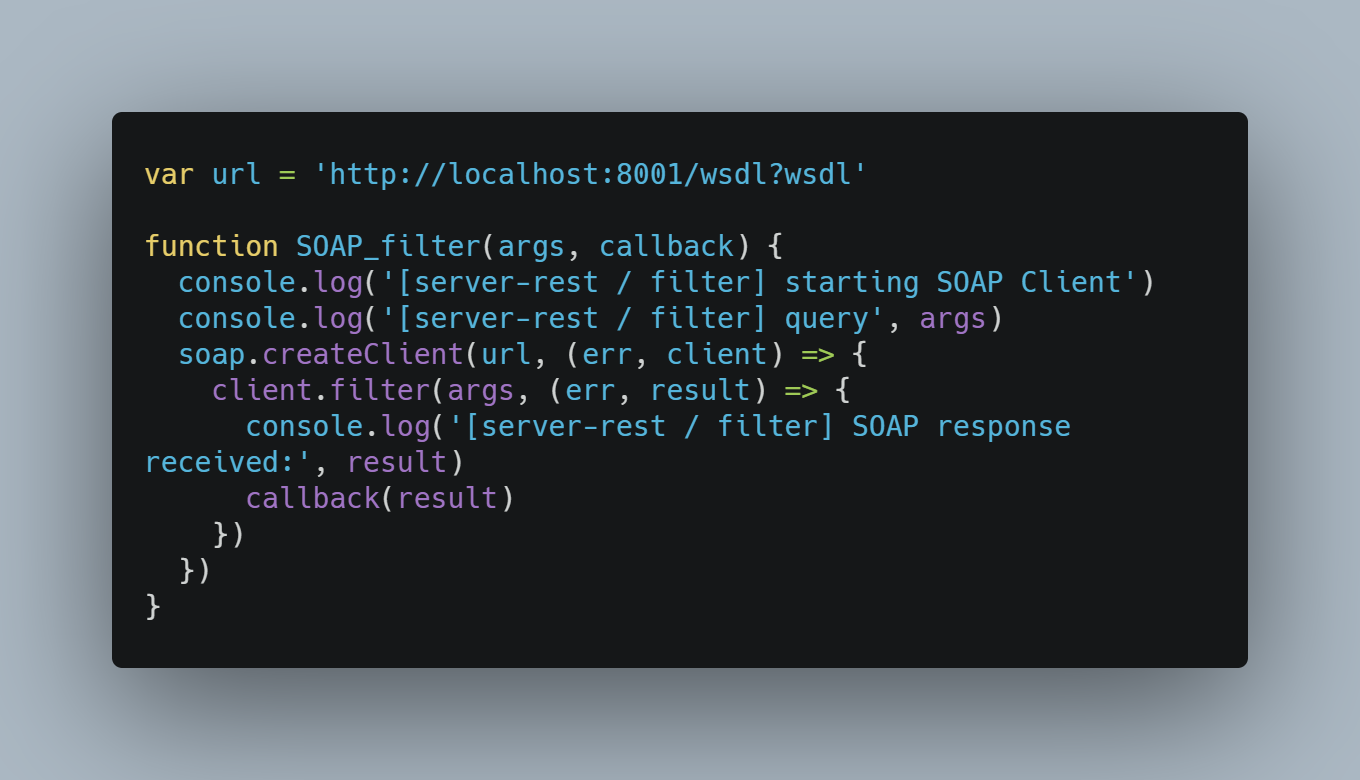 var url = 'http://localhost:8001/wsdl?wsdl'

function SOAP_filter(args, callback) {
  console.log('[server-rest / filter] starting SOAP Client')
  console.log('[server-rest / filter] query', args)
  soap.createClient(url, (err, client) => {
    client.filter(args, (err, result) => {
      console.log('[server-rest / filter] SOAP response
received:', result)
      callback(result)
    })
  })
}